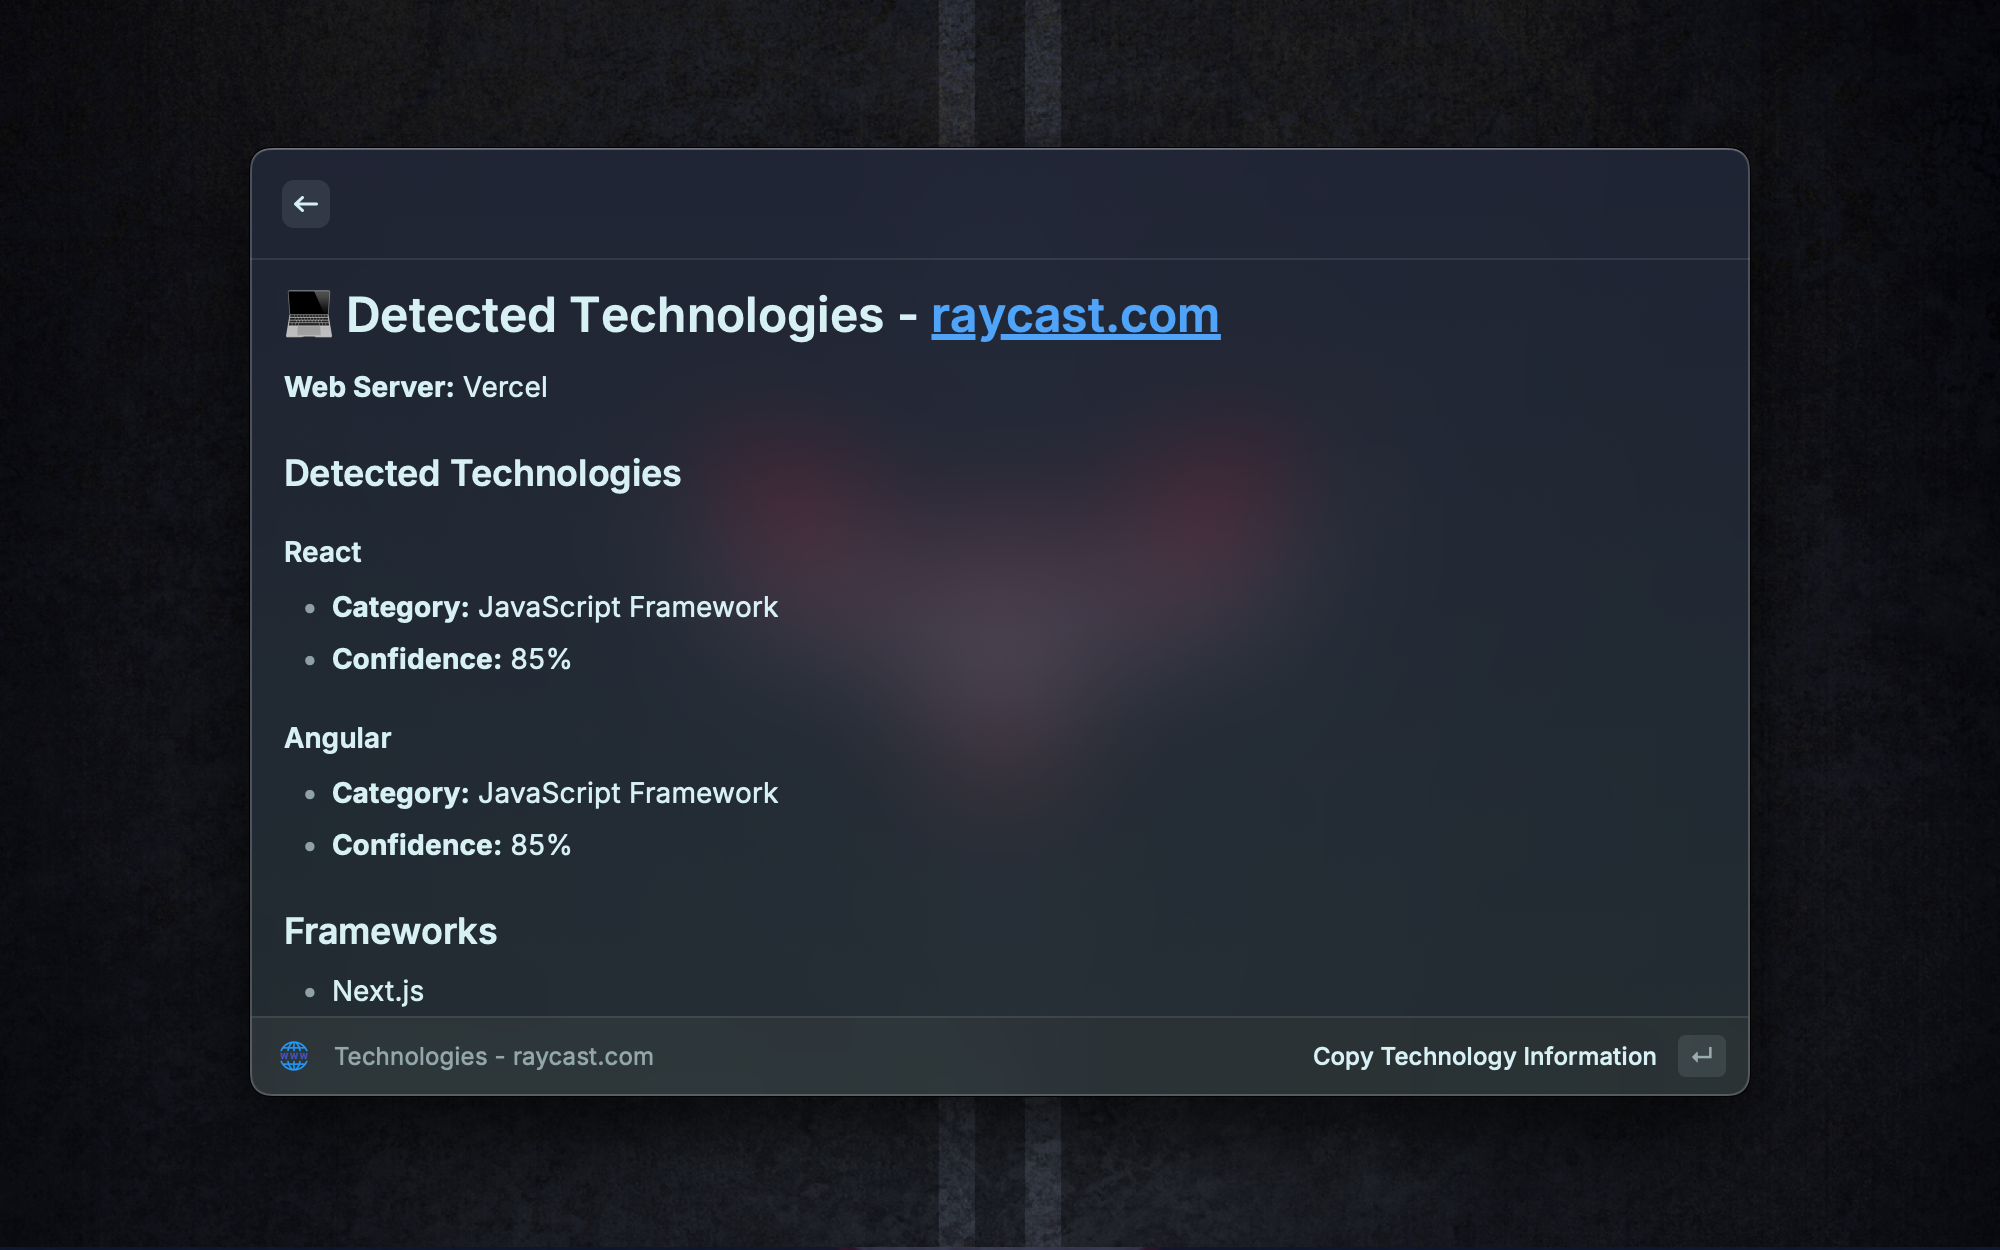 Detected Technologies - raycast.com
Web Server: Vercel
Detected Technologies
React
Category: JavaScript Framework
Confidence: 85%
Angular
Category: JavaScript Framework
Confidence: 85%
Frameworks
Next.js
WWW
Technologies - raycast.com
Copy Technology Information